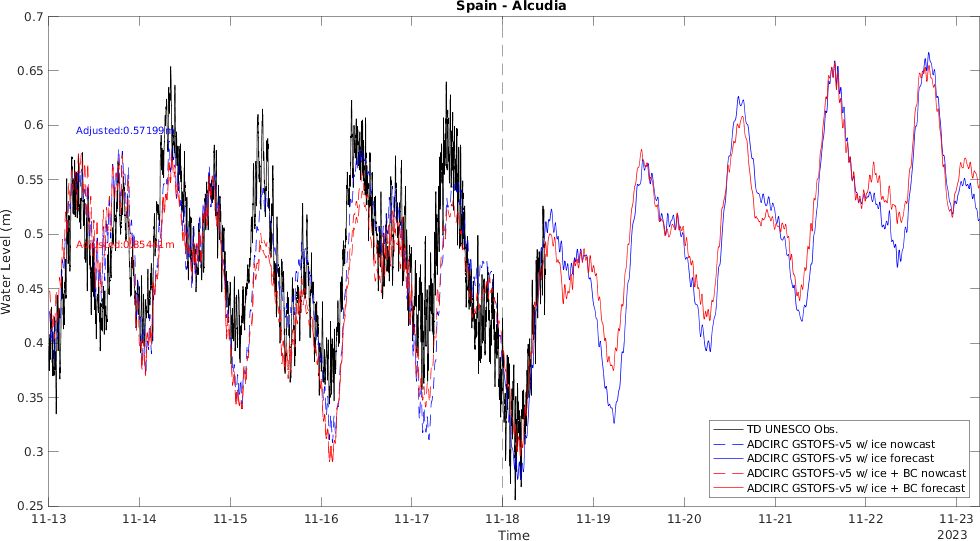 Spain - Alcudia
0.7
0.65
0.6
0.55
0.5
0.45
0.4
0.35
0.3
0.25
Water Level (m)
Adjusted:0.57199m
11-13
11-14
11-15
11-16
11-17
11-18
11-19
11-20
11-21
11-22
11-23
2023
Time
TD UNESCO Obs.
ADCIRC GSTOFS-v5 w/ ice nowcast
ADCIRC GSTOFS-v5 w/ ice forecast
ADCIRC GSTOFS-v5 w/ ice + BC nowcast
ADCIRC GSTOFS-v5 w/ ice + BC forecast